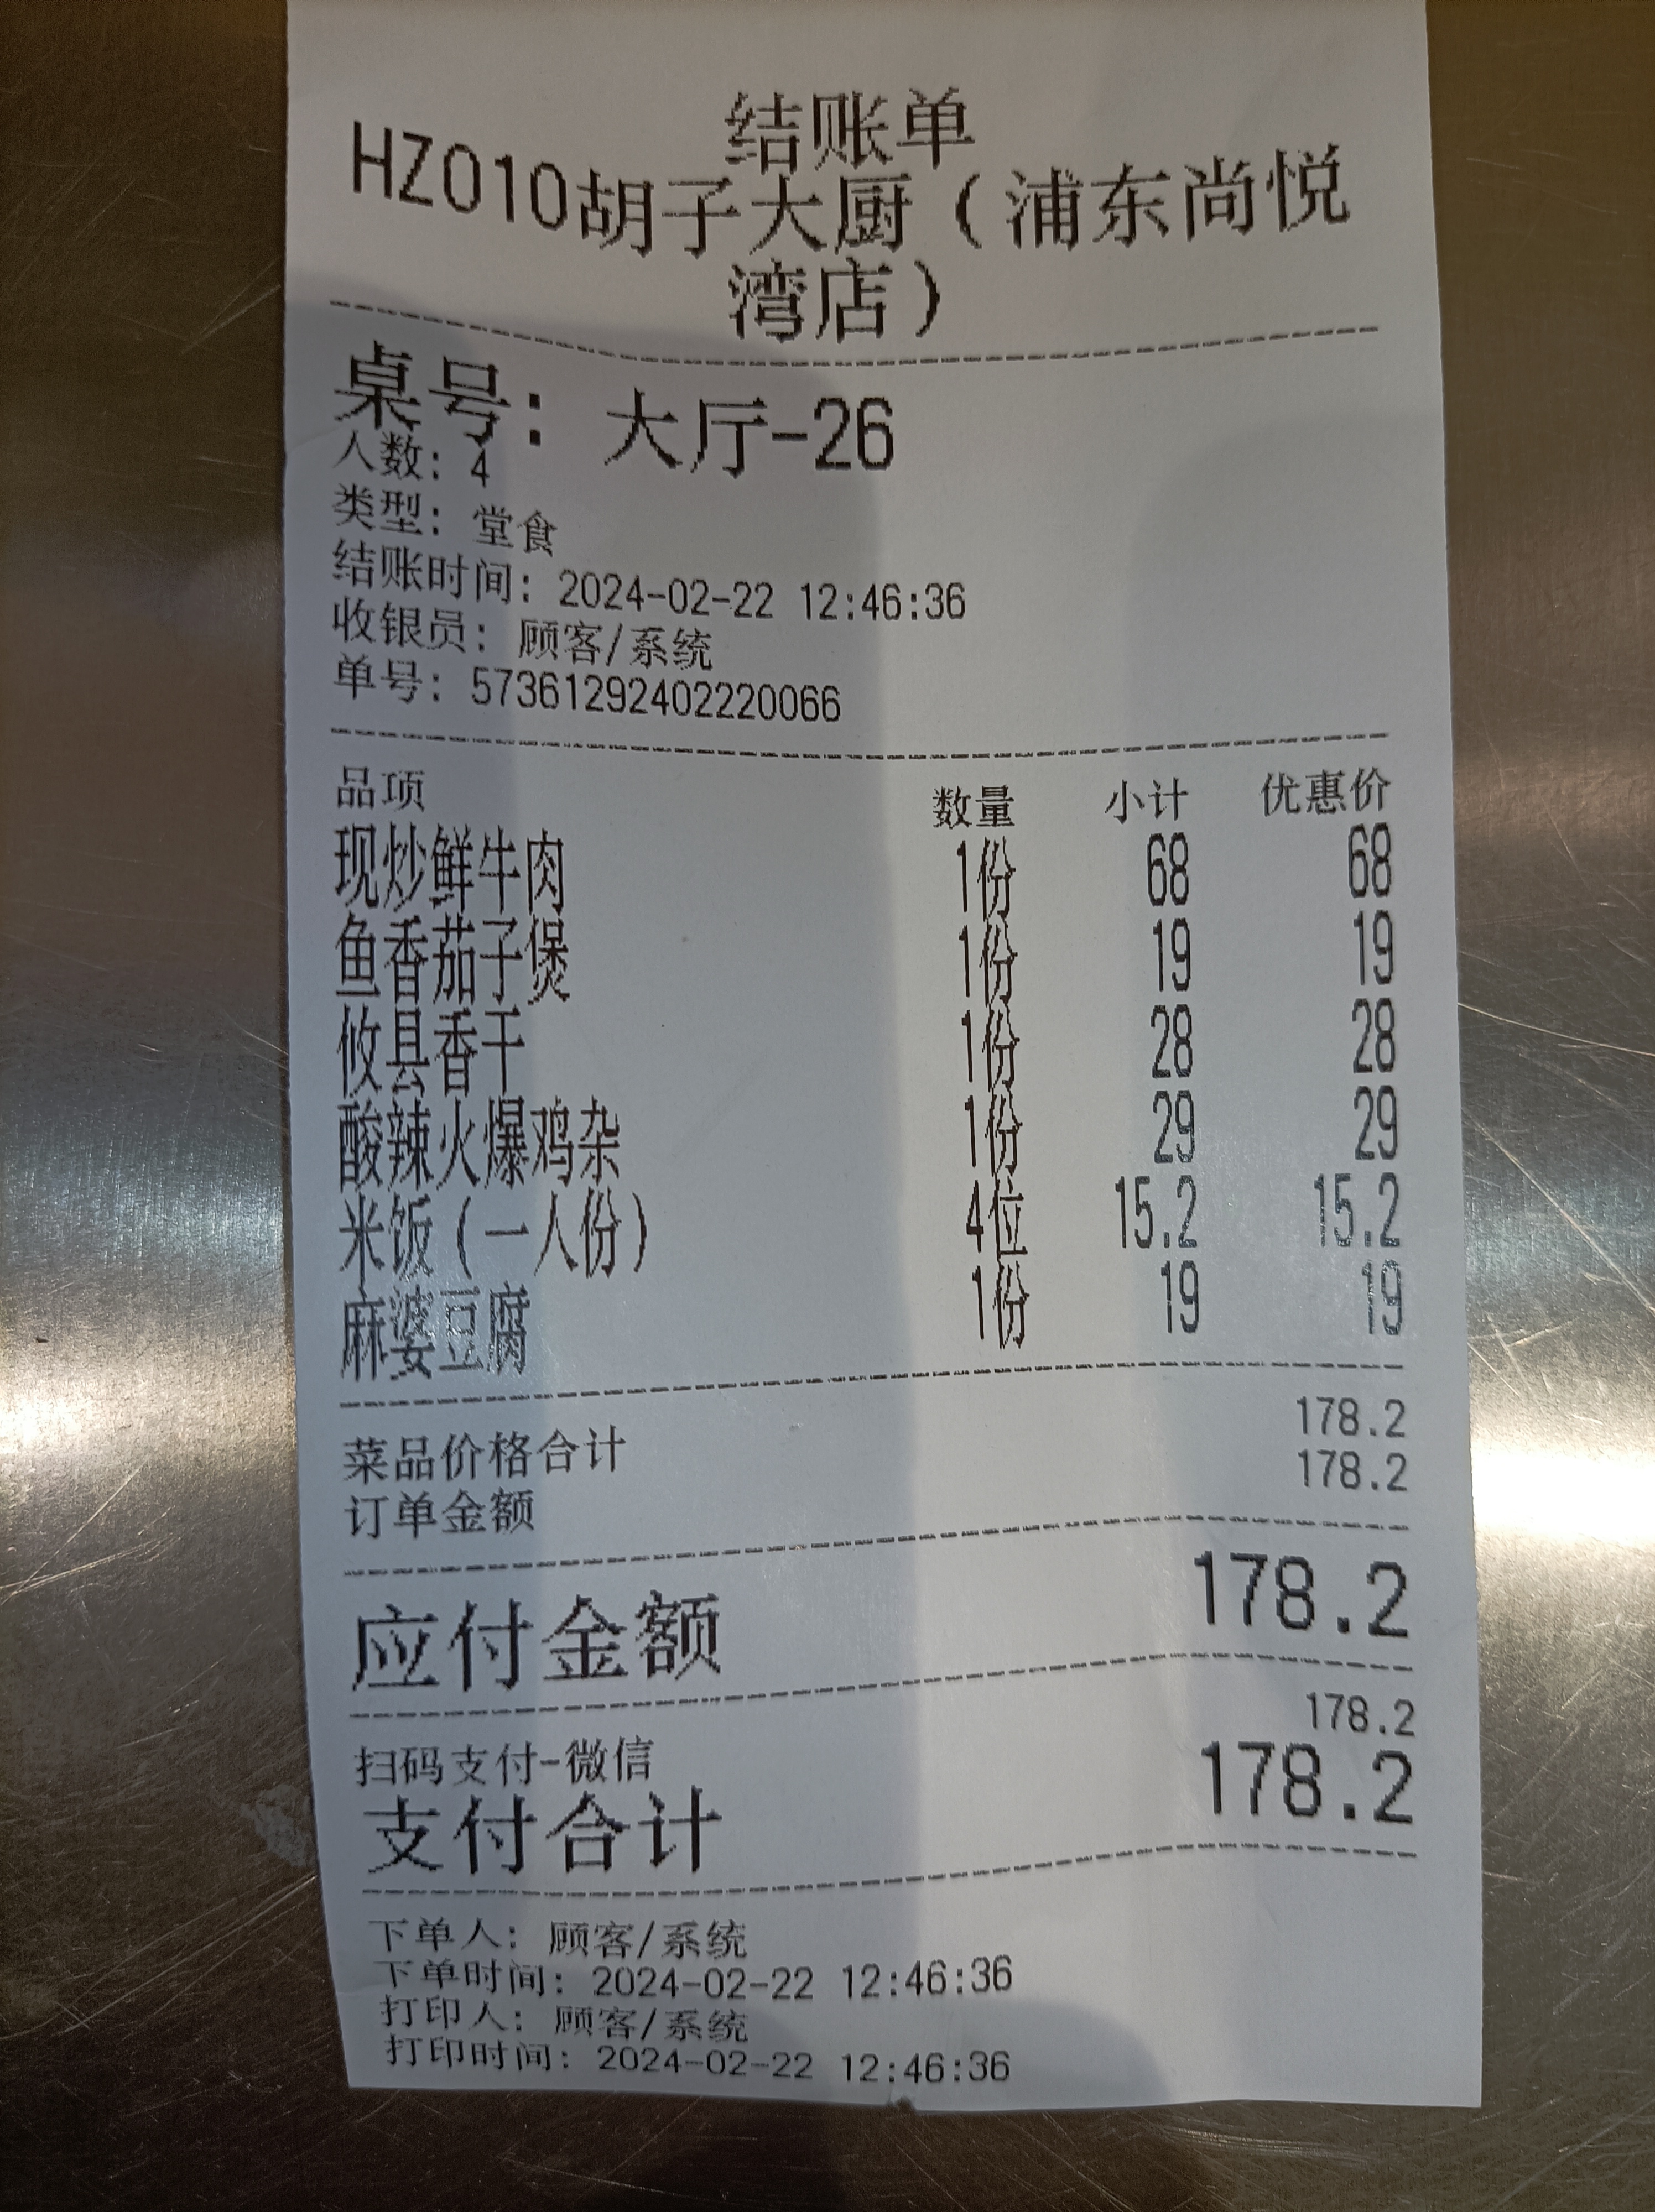 结账单
HZ010胡子大厨（浦东尚悦
湾店）
桌号：大厅-26
人数：4
类型：堂食
结账时间：2024-02-22 12:46:36
收银员：顾客/系统
单号：57361292402220066
品项 数量 小计 优惠价
现炒鲜牛肉 1份 68 68
鱼香茄子煲 1份 19 19
攸县香干 1份 28 28
酸辣火爆鸡杂 1份 29 29
米饭（一人份） 4位 15.2 15.2
麻婆豆腐 1份 19 19
菜品价格合计 178.2
订单金额 178.2
应付金额 178.2
扫码支付-微信 178.2
支付合计 178.2
下单人：顾客/系统
下单时间：2024-02-22 12:46:36
打印人：顾客/系统
打印时间：2024-02-22 12:46:36